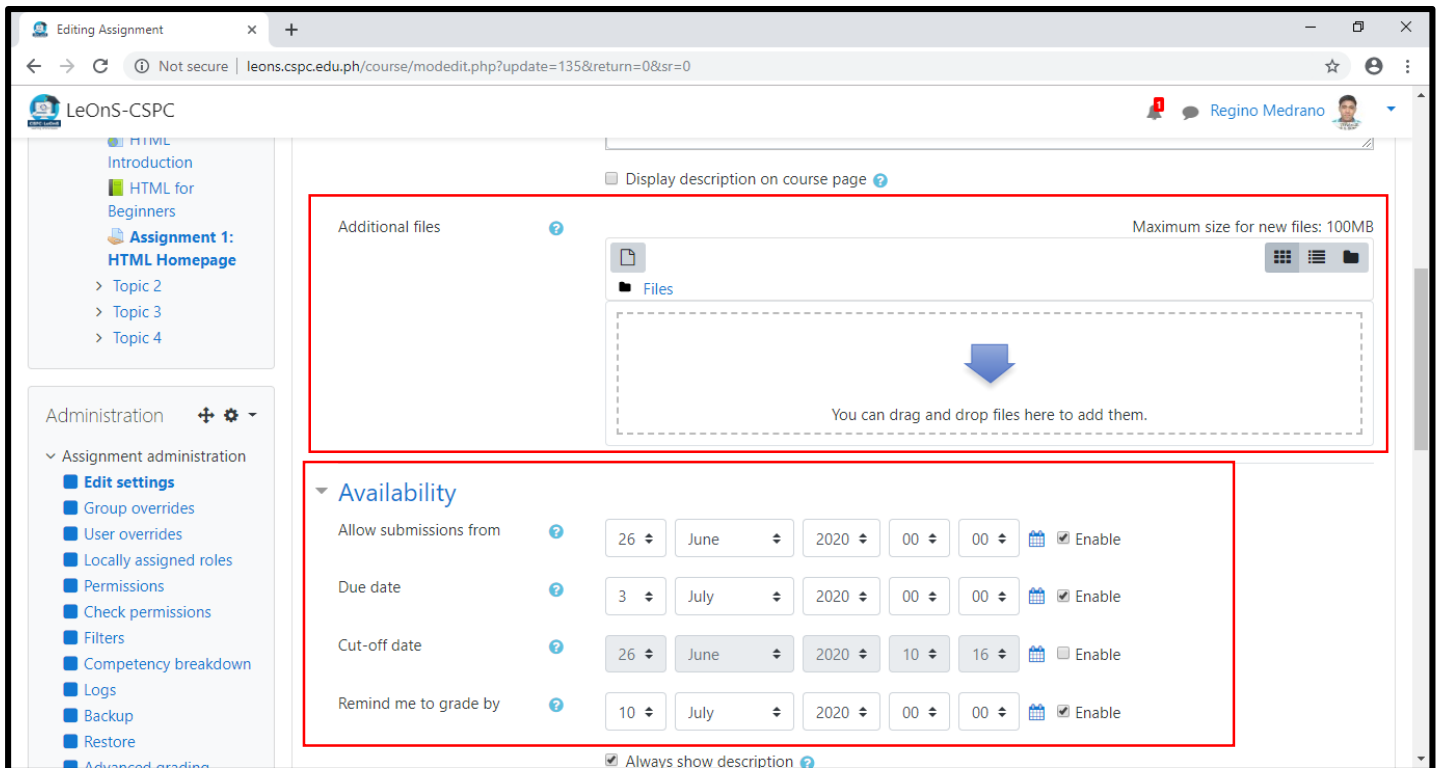 Editing Assignment
Not secure | leons.cspc.edu.ph/course/modedit.php?update=135&return=0&sr=0
LeOnS-CSPC
1
Regino Medrano
HTML
Introduction
HTML for
Beginners
Assignment 1:
HTML Homepage
Topic 2
Topic 3
Topic 4
Administration
Assignment administration
Edit settings
Group overrides
User overrides
Locally assigned roles
Permissions
Check permissions
Filters
Competency breakdown
Logs
Backup
Restore
Advanced grading
Display description on course page
Additional files
Maximum size for new files: 100MB
Files
You can drag and drop files here to add them.
Availability
Allow submissions from 26 June 2020 00 00 Enable
Due date 3 July 2020 00 00 Enable
Cut-off date 26 June 2020 10 16 Enable
Remind me to grade by 10 July 2020 00 00 Enable
Always show description